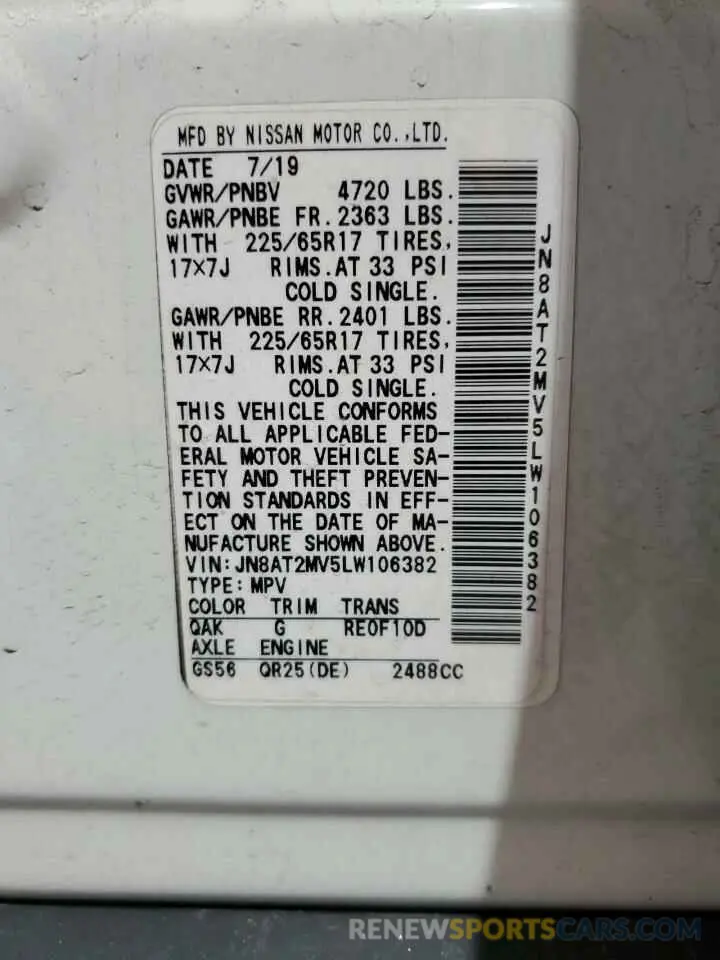 MFD BY NISSAN MOTOR CO.,LTD.
DATE 7/19
GVWR/PNBV 4720 LBS.
GAWR/PNBE FR.2363 LBS.
WITH 225/65R17 TIRES,
17×7J RIMS.AT 33 PSI
COLD SINGLE.
GAWR/PNBE RR.2401 LBS.
WITH 225/65R17 TIRES,
17×7J RIMS.AT 33 PSI
COLD SINGLE.
THIS VEHICLE CONFORMS
TO ALL APPLICABLE FED-
ERAL MOTOR VEHICLE SA-
FETY AND THEFT PREVEN-
TION STANDARDS IN EFF-
ECT ON THE DATE OF MA-
NUFACTURE SHOWN ABOVE.
VIN:JN8AT2MV5LW106382
TYPE:MPV
COLOR TRIM TRANS
QAK G RE0F10D
AXLE ENGINE
GS56 QR25(DE) 2488CC
JN8AT2MV5LW106382
RENEWSPORTSCARS.COM